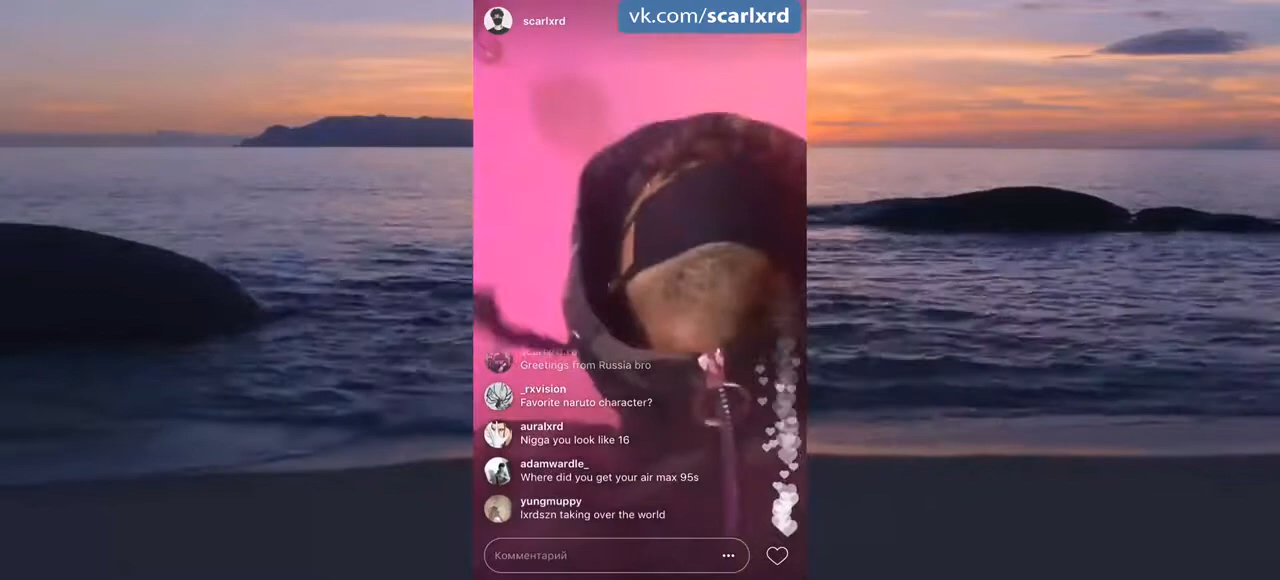 scarlxrd
vk.com/scarlxrd
Greetings from Russia bro
_rxvision
Favorite naruto character?
auralxrd
Nigga you look like 16
adamwardle_
Where did you get your air max 95s
yungmuppy
lxrdszn taking over the world
Комментарий